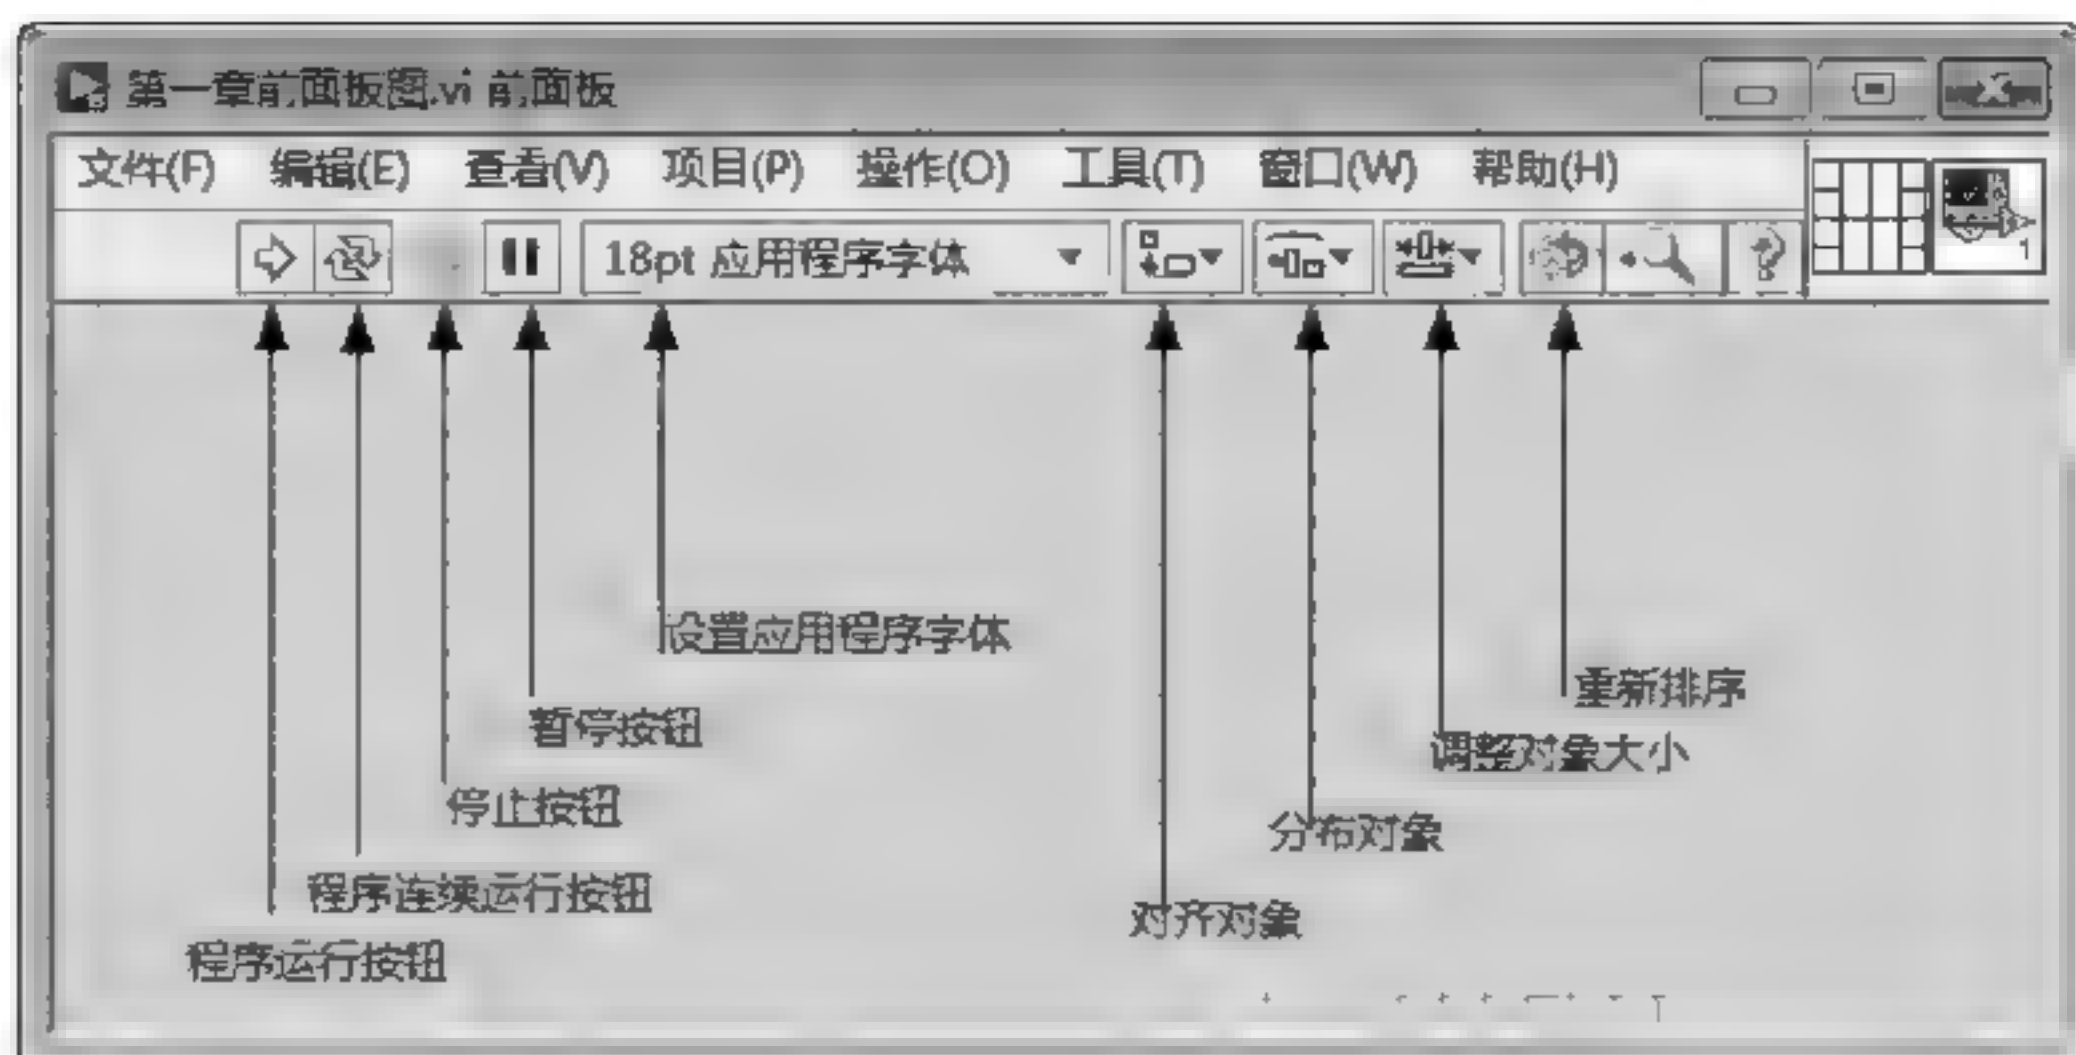 第一章前面板图.vi 前面板
文件(F) 编辑(E) 查看(V) 项目(P) 操作(O) 工具(T) 窗口(W) 帮助(H)
18pt 应用程序字体
?
1
设置应用程序字体
重新排序
暂停按钮
调整对象大小
停止按钮
分布对象
程序连续运行按钮
对齐对象
程序运行按钮